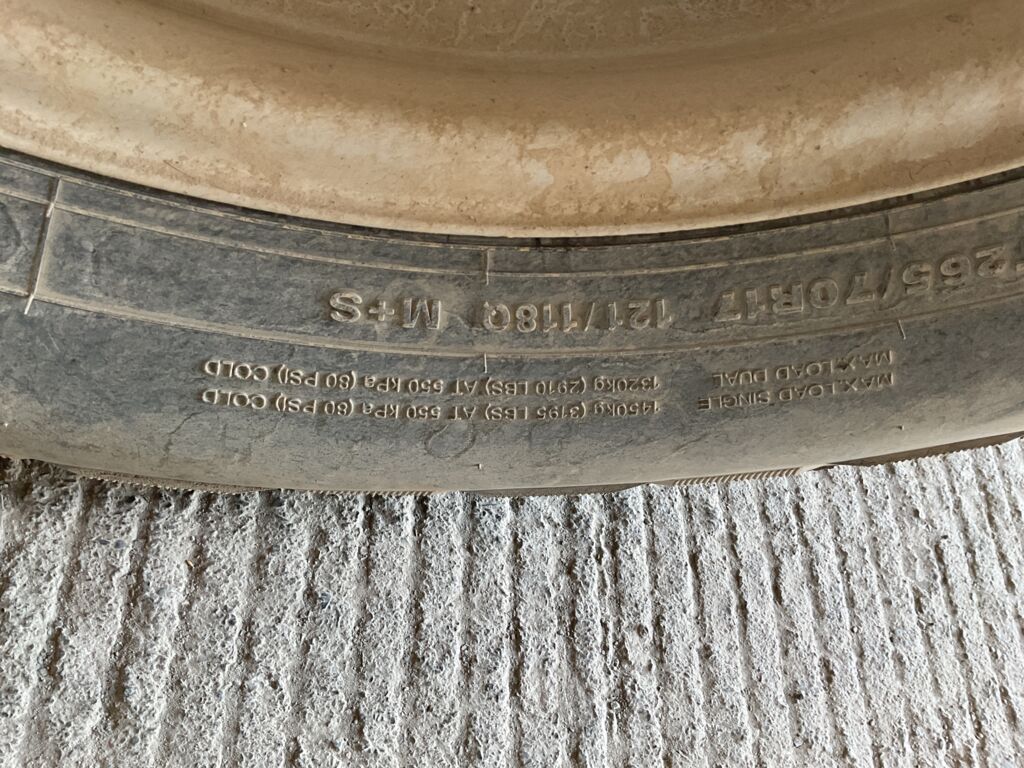 265/70R17 121/118Q M+S
MAX. LOAD SINGLE 1450kg (3195 LBS) AT 550 kPa (80 PSI) COLD
MAX. LOAD DUAL 1320kg (2910 LBS) AT 550 kPa (80 PSI) COLD